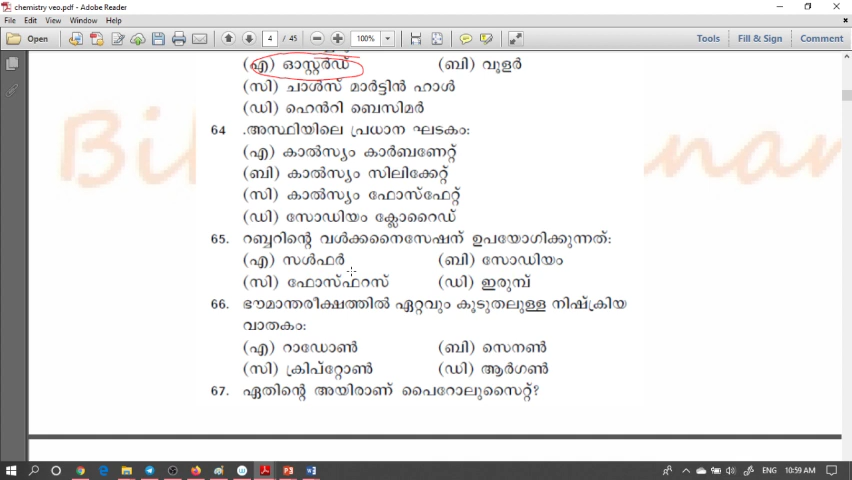 chemistry veo.pdf - Adobe Reader
File Edit View Window Help
Open 4 / 45 100% Tools Fill & Sign Comment
(എ) ഓസ്റ്റർഡ് (ബി) വൂളർ
(സി) ചാൾസ് മാർട്ടിൻ ഹാൾ
(ഡി) ഹെൻറി ബെസിമർ
64 .അസ്ഥിയിലെ പ്രധാന ഘടകം:
(എ) കാൽസ്യം കാർബണേറ്റ്
(ബി) കാൽസ്യം സിലിക്കേറ്റ്
(സി) കാൽസ്യം ഫോസ്ഫേറ്റ്
(ഡി) സോഡിയം ക്ലോറൈഡ്
65. റബ്ബറിന്റെ വൾക്കനൈസേഷന് ഉപയോഗിക്കുന്നത്:
(എ) സൾഫർ (ബി) സോഡിയം
(സി) ഫോസ്ഫറസ് (ഡി) ഇരുമ്പ്
66. ഭൗമാന്തരീക്ഷത്തിൽ ഏറ്റവും കൂടുതലുള്ള നിഷ്ക്രിയ
വാതകം:
(എ) റാഡോൺ (ബി) സെനൺ
(സി) ക്രിപ്റ്റോൺ (ഡി) ആർഗൺ
67. ഏതിന്റെ അയിരാണ് പൈറോലുസൈറ്റ്?
ENG 10:59 AM